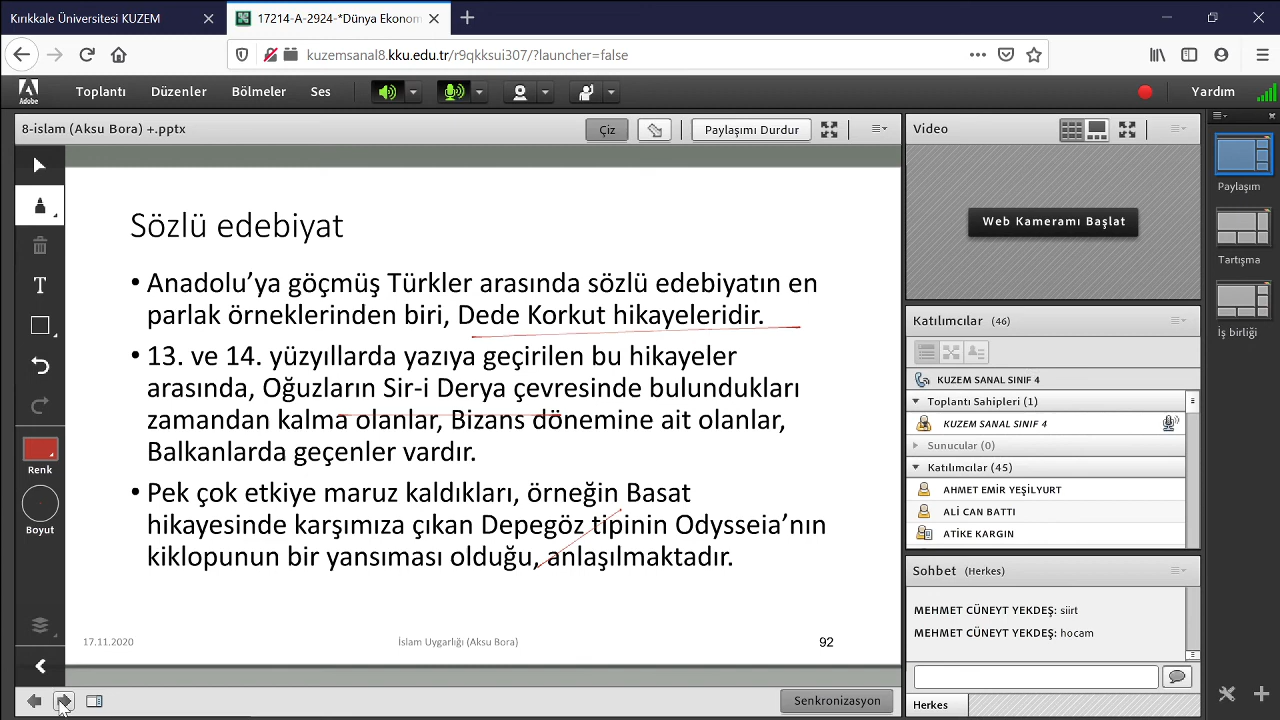 Kırıkkale Üniversitesi KUZEM
17214-A-2924-*Dünya Ekonom
kuzemsanal8.kku.edu.tr/r9qkksui307/?launcher=false
Adobe
Toplantı
Düzenler
Bölmeler
Ses
Yardım
8-islam (Aksu Bora) +.pptx
Çiz
Paylaşımı Durdur
Renk
Boyut
Sözlü edebiyat
• Anadolu'ya göçmüş Türkler arasında sözlü edebiyatın en
parlak örneklerinden biri, Dede Korkut hikayeleridir.
• 13. ve 14. yüzyıllarda yazıya geçirilen bu hikayeler
arasında, Oğuzların Sir-i Derya çevresinde bulundukları
zamandan kalma olanlar, Bizans dönemine ait olanlar,
Balkanlarda geçenler vardır.
• Pek çok etkiye maruz kaldıkları, örneğin Basat
hikayesinde karşımıza çıkan Depegöz tipinin Odysseia'nın
kiklopunun bir yansıması olduğu, anlaşılmaktadır.
17.11.2020
İslam Uygarlığı (Aksu Bora)
92
Senkronizasyon
Video
Web Kameramı Başlat
Katılımcılar (46)
KUZEM SANAL SINIF 4
Toplantı Sahipleri (1)
KUZEM SANAL SINIF 4
Sunucular (0)
Katılımcılar (45)
AHMET EMİR YEŞİLYURT
ALİ CAN BATTI
ATİKE KARGIN
Sohbet (Herkes)
MEHMET CÜNEYT YEKDEŞ: siirt
MEHMET CÜNEYT YEKDEŞ: hocam
Herkes
Paylaşım
Tartışma
İş birliği